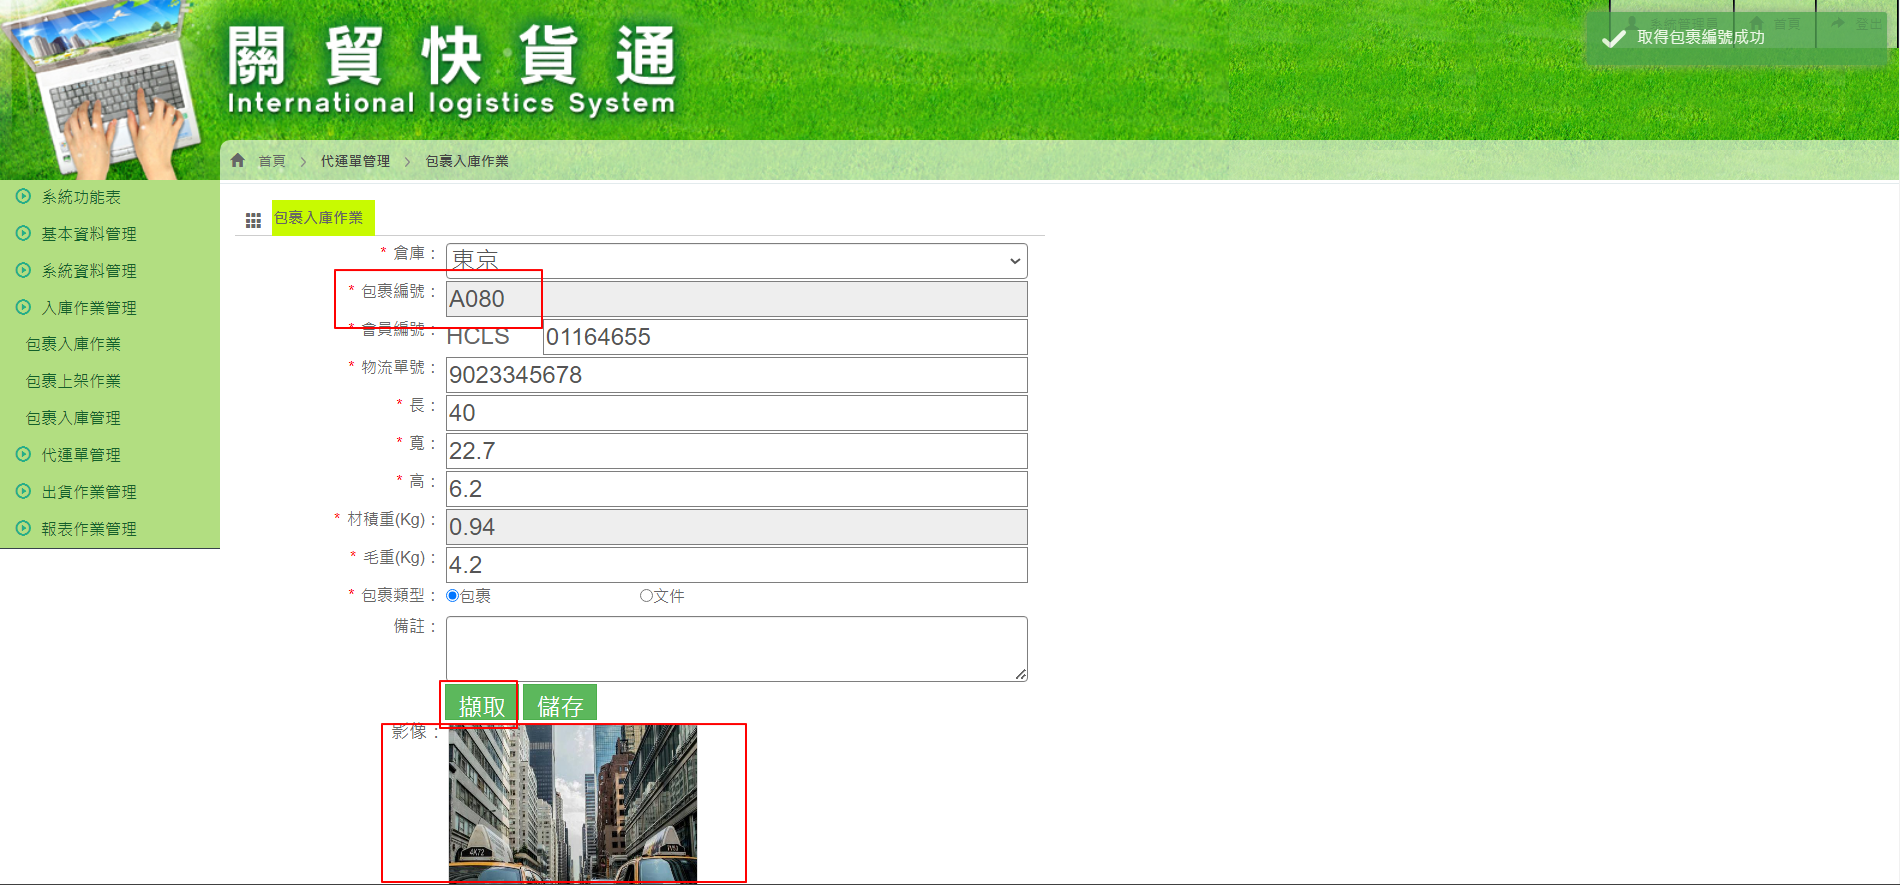 關貿快貨通
International logistics System
系統管理員 首頁 登出
取得包裹編號成功
首頁 > 代運單管理 > 包裹入庫作業
系統功能表
基本資料管理
系統資料管理
入庫作業管理
包裹入庫作業
包裹上架作業
包裹入庫管理
代運單管理
出貨作業管理
報表作業管理
包裹入庫作業
* 倉庫： 東京
* 包裹編號： A080
* 會員編號： HCLS 01164655
* 物流單號： 9023345678
* 長： 40
* 寬： 22.7
* 高： 6.2
* 材積重(Kg)： 0.94
* 毛重(Kg)： 4.2
* 包裹類型： 包裹 文件
備註：
擷取 儲存
影像：
4K72